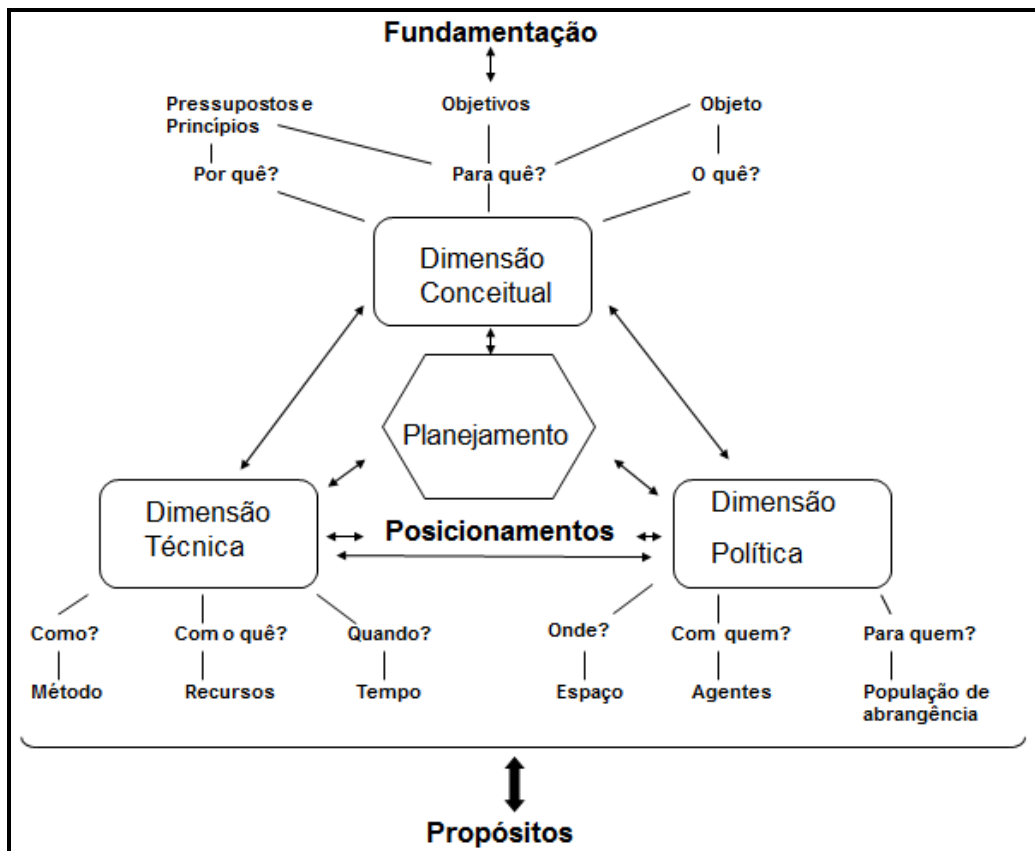 Fundamentação
Pressupostos e
Princípios
Objetivos
Objeto
Por quê?
Para quê?
O quê?
Dimensão
Conceitual
Planejamento
Dimensão
Técnica
Posicionamentos
Dimensão
Política
Como?
Com o quê?
Quando?
Onde?
Com quem?
Para quem?
Método
Recursos
Tempo
Espaço
Agentes
População de
abrangência
Propósitos